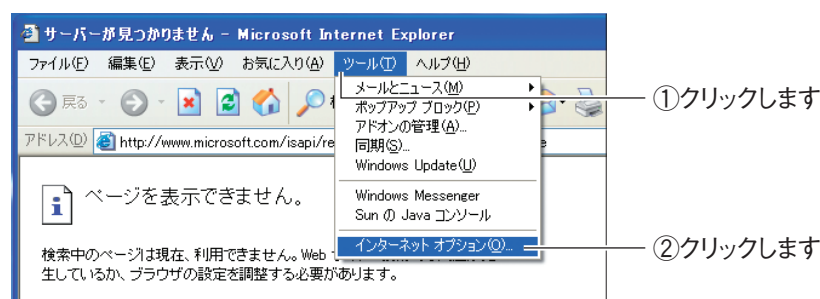 サーバーが見つかりません - Microsoft Internet Explorer
ファイル(F) 編集(E) 表示(V) お気に入り(A) ツール(T) ヘルプ(H)
戻る
メールとニュース(M)
ポップアップ ブロック(P)
アドオンの管理(A)...
同期(S)...
Windows Update(U)
Windows Messenger
Sun の Java コンソール
インターネット オプション(O)...
①クリックします
②クリックします
アドレス(D) http://www.microsoft.com/isapi/re
ページを表示できません。
検索中のページは現在、利用できません。Web
生しているか、ブラウザの設定を調整する必要があります。